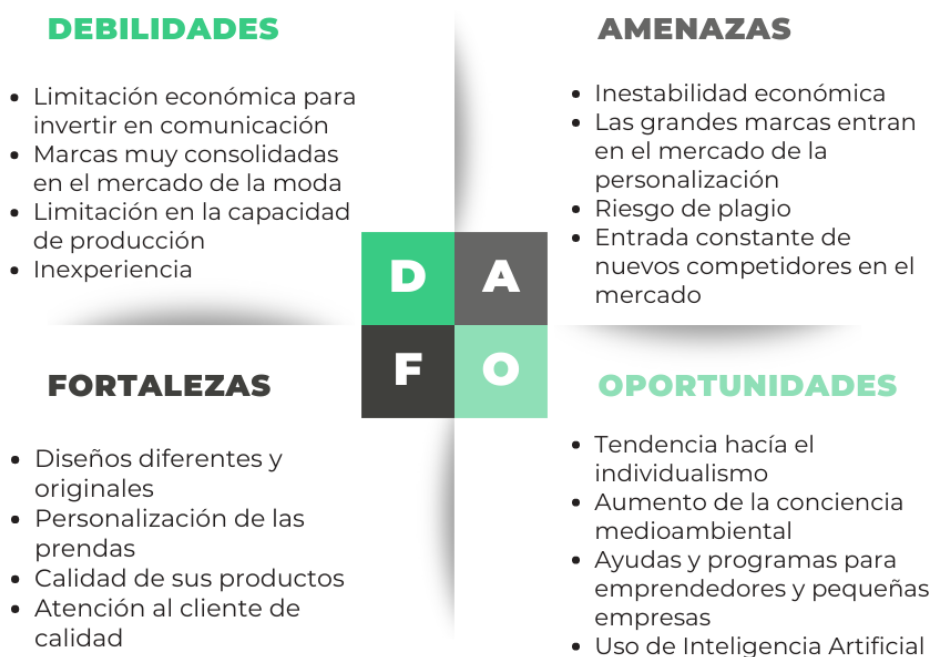 DEBILIDADES
Limitación económica para
invertir en comunicación
Marcas muy consolidadas
en el mercado de la moda
Limitación en la capacidad
de producción
Inexperiencia
AMENAZAS
Inestabilidad económica
Las grandes marcas entran
en el mercado de la
personalización
Riesgo de plagio
Entrada constante de
nuevos competidores en el
mercado
D A
F O
FORTALEZAS
Diseños diferentes y
originales
Personalización de las
prendas
Calidad de sus productos
Atención al cliente de
calidad
OPORTUNIDADES
Tendencia hacía el
individualismo
Aumento de la conciencia
medioambiental
Ayudas y programas para
emprendedores y pequeñas
empresas
Uso de Inteligencia Artificial